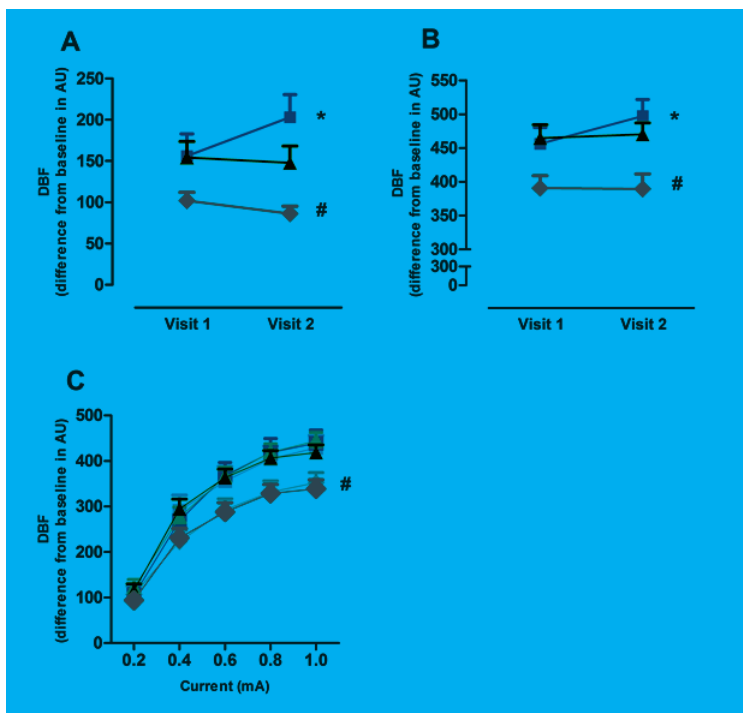 A
DBF
(difference from baseline in AU)
250
200
150
100
50
0
*
#
Visit 1 Visit 2
B
DBF
(difference from baseline in AU)
550
500
450
400
350
300
300
0
*
#
Visit 1 Visit 2
C
DBF
(difference from baseline in AU)
500
400
300
200
100
0
#
0.2 0.4 0.6 0.8 1.0
Current (mA)